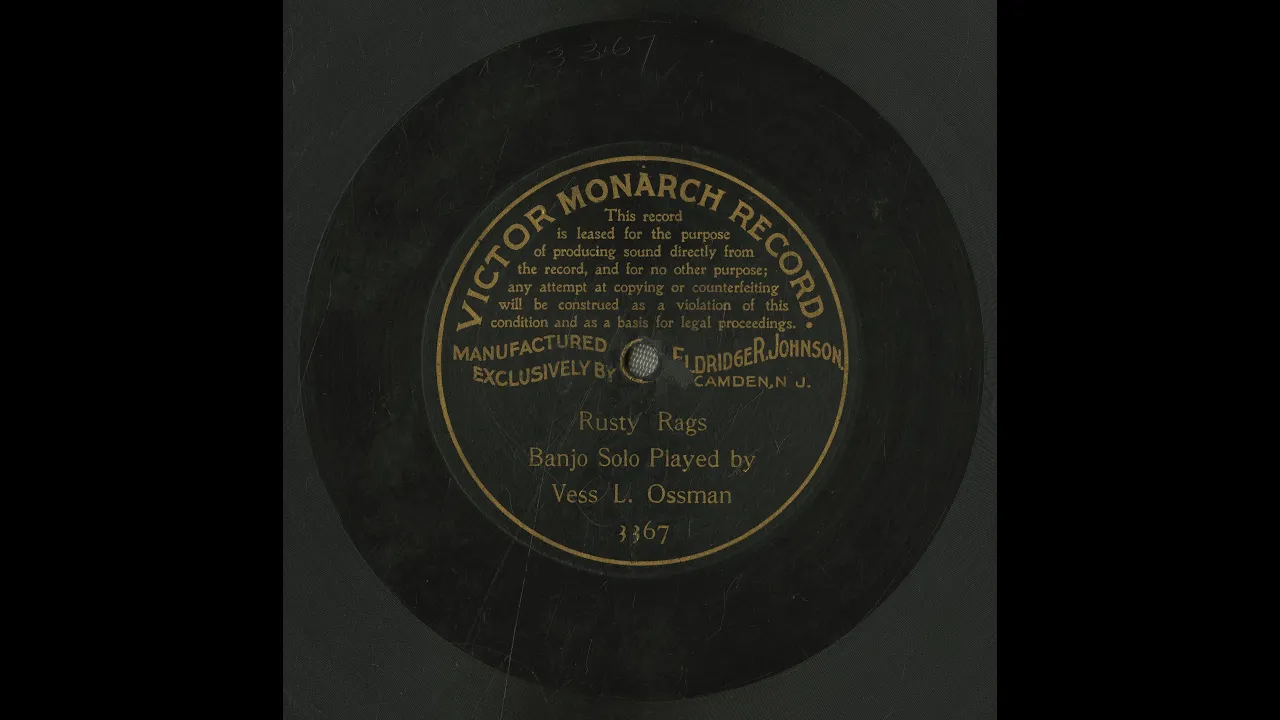 3367
VICTOR MONARCH RECORD.
This record
is leased for the purpose
of producing sound directly from
the record, and for no other purpose;
any attempt at copying or counterfeiting
will be construed as a violation of this
condition and as a basis for legal proceedings.
MANUFACTURED
EXCLUSIVELY BY
ELDRIDGE R. JOHNSON,
CAMDEN, N J.
Rusty Rags
Banjo Solo Played by
Vess L. Ossman
3367